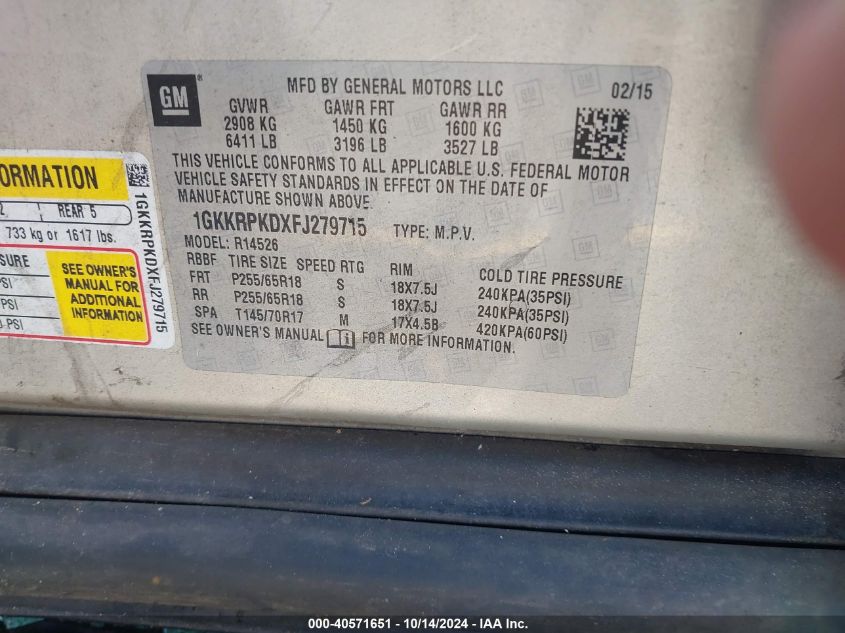 GM
MFD BY GENERAL MOTORS LLC
02/15
GVWR GAWR FRT GAWR RR
2908 KG 1450 KG 1600 KG
6411 LB 3196 LB 3527 LB
THIS VEHICLE CONFORMS TO ALL APPLICABLE U.S. FEDERAL MOTOR
VEHICLE SAFETY STANDARDS IN EFFECT ON THE DATE OF
MANUFACTURE SHOWN ABOVE.
1GKKRPKDXFJ279715 TYPE: M.P.V.
MODEL: R14526
RBBF TIRE SIZE SPEED RTG RIM COLD TIRE PRESSURE
FRT P255/65R18 S 18X7.5J 240KPA(35PSI)
RR P255/65R18 S 18X7.5J 240KPA(35PSI)
SPA T145/70R17 M 17X4.5B 420KPA(60PSI)
SEE OWNER'S MANUAL FOR MORE INFORMATION.
ORMATION
2 REAR 5
733 kg or 1617 lbs.
SURE
PSI
PSI
PSI
SEE OWNER'S
MANUAL FOR
ADDITIONAL
INFORMATION
1GKKRPKDXFJ279715
000-40571651 - 10/14/2024 - IAA Inc.